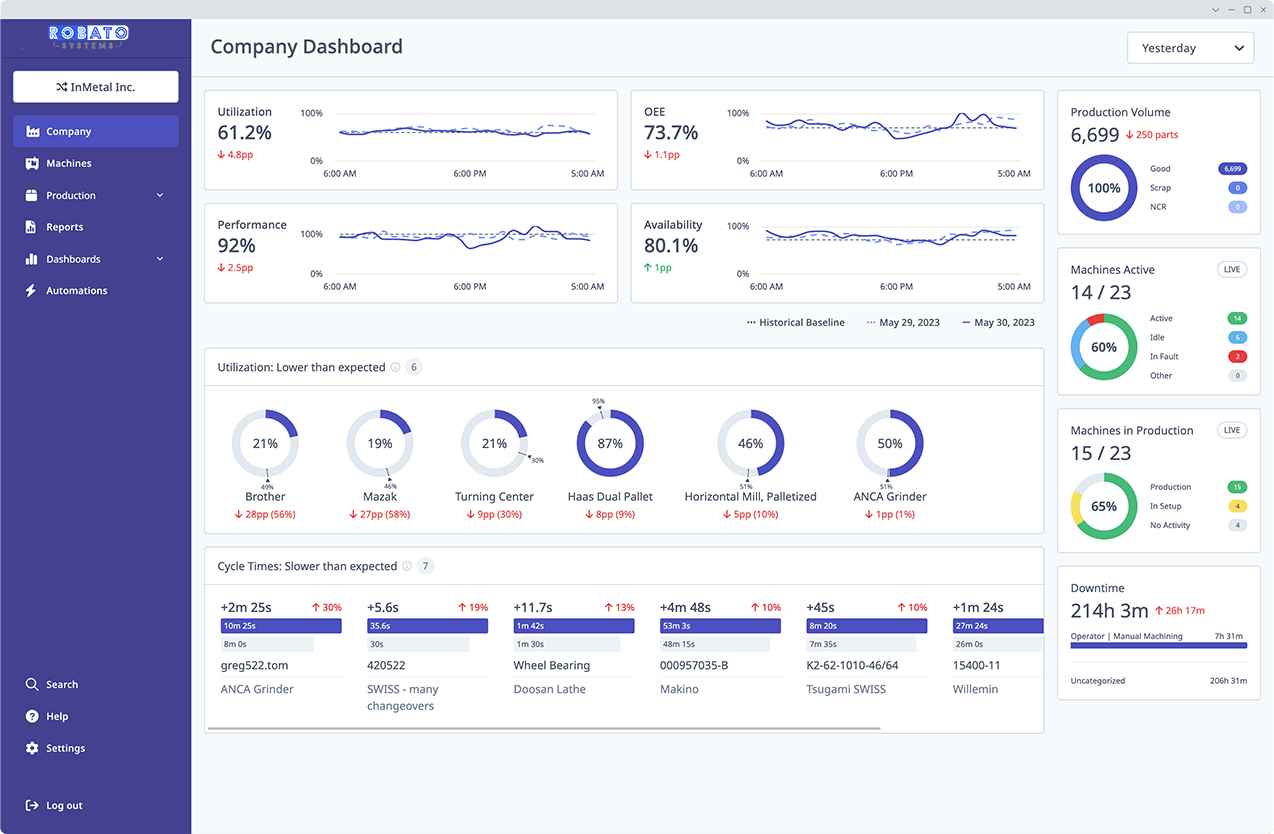 ROBATO
SYSTEMS
InMetal Inc.
Company
Machines
Production
Reports
Dashboards
Automations
Search
Help
Settings
Log out
Company Dashboard
Yesterday
Utilization
61.2%
↓ 4.8pp
100%
0%
6:00 AM 6:00 PM 5:00 AM
OEE
73.7%
↓ 1.1pp
100%
0%
6:00 AM 6:00 PM 5:00 AM
Performance
92%
↓ 2.5pp
100%
0%
6:00 AM 6:00 PM 5:00 AM
Availability
80.1%
↑ 1pp
100%
0%
6:00 AM 6:00 PM 5:00 AM
Historical Baseline May 29, 2023 May 30, 2023
Utilization: Lower than expected 6
21%
49%
Brother
↓ 28pp (56%)
19%
46%
Mazak
↓ 27pp (58%)
21%
30%
Turning Center
↓ 9pp (30%)
95%
87%
Haas Dual Pallet
↓ 8pp (9%)
46%
51%
Horizontal Mill, Palletized
↓ 5pp (10%)
50%
51%
ANCA Grinder
↓ 1pp (1%)
Cycle Times: Slower than expected 7
+2m 25s ↑ 30%
10m 25s
8m 0s
greg522.tom
ANCA Grinder
+5.6s ↑ 19%
35.6s
30s
420522
SWISS - many
changeovers
+11.7s ↑ 13%
1m 42s
1m 30s
Wheel Bearing
Doosan Lathe
+4m 48s ↑ 10%
53m 3s
48m 15s
000957035-B
Makino
+45s ↑ 10%
8m 20s
7m 35s
K2-62-1010-46/64
Tsugami SWISS
+1m 24s
27m 24s
26m 0s
15400-11
Willemin
Production Volume
6,699 ↓ 250 parts
100%
Good 6,699
Scrap 0
NCR 0
Machines Active LIVE
14 / 23
60%
Active 14
Idle 6
In Fault 2
Other 0
Machines in Production LIVE
15 / 23
65%
Production 15
In Setup 4
No Activity 4
Downtime
214h 3m ↑ 26h 17m
Operator | Manual Machining 7h 31m
Uncategorized 206h 31m